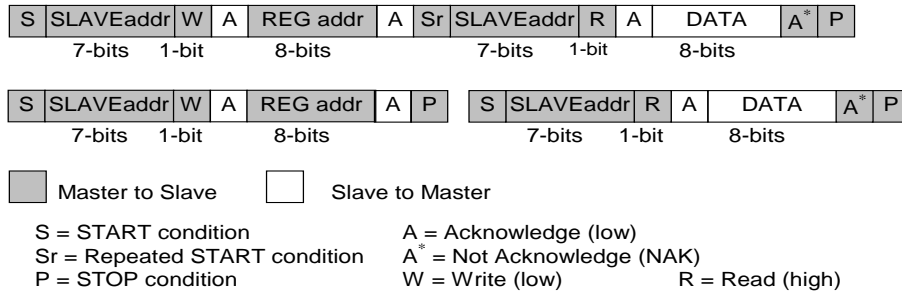 S SLAVEaddr W A REG addr A Sr SLAVEaddr R A DATA A* P
7-bits 1-bit 8-bits 7-bits 1-bit 8-bits
S SLAVEaddr W A REG addr A P S SLAVEaddr R A DATA A* P
7-bits 1-bit 8-bits 7-bits 1-bit 8-bits
Master to Slave Slave to Master
S = START condition A = Acknowledge (low)
Sr = Repeated START condition A* = Not Acknowledge (NAK)
P = STOP condition W = Write (low) R = Read (high)